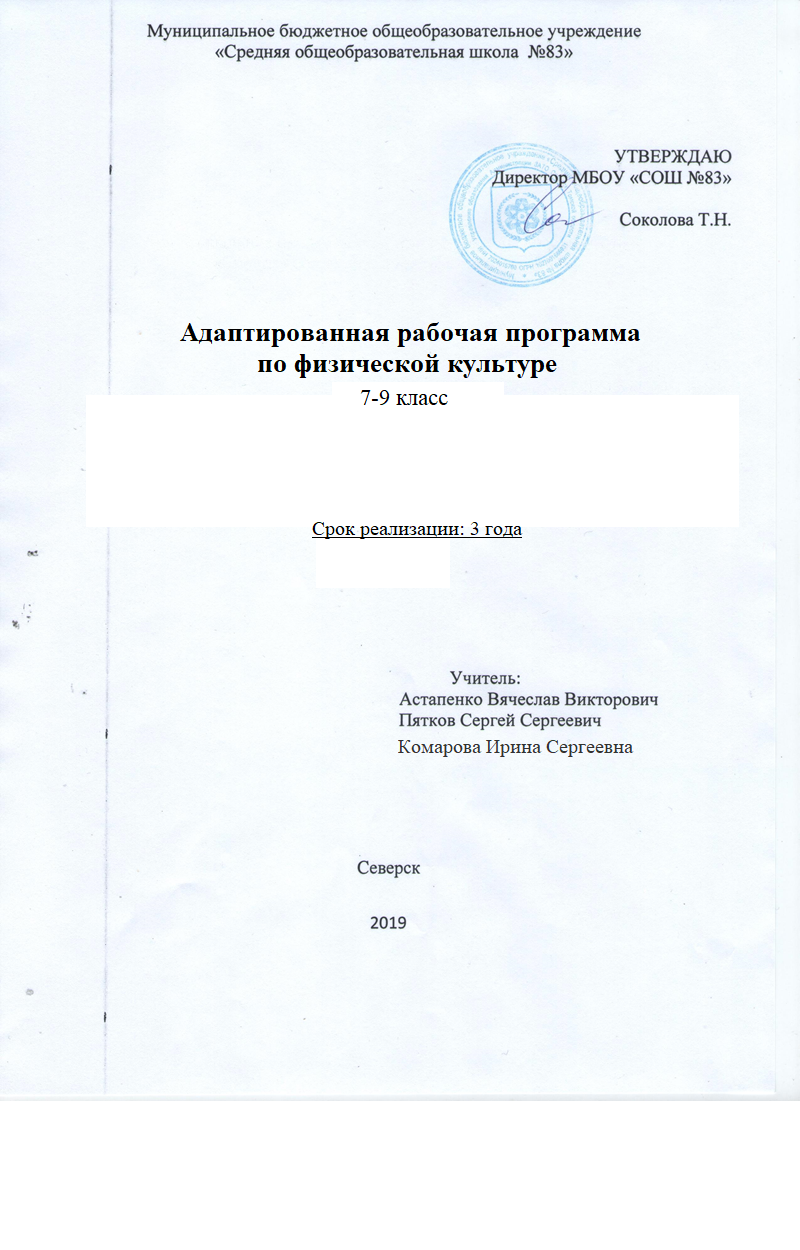 Муниципальное бюджетное общеобразовательное учреждение
«Средняя общеобразовательная школа №83»
УТВЕРЖДАЮ
Директор МБОУ «СОШ №83»
Соколова Т.Н.
Адаптированная рабочая программа
по физической культуре
7-9 класс
Срок реализации: 3 года
Учитель:
Астапенко Вячеслав Викторович
Пятков Сергей Сергеевич
Комарова Ирина Сергеевна
Северск
2019